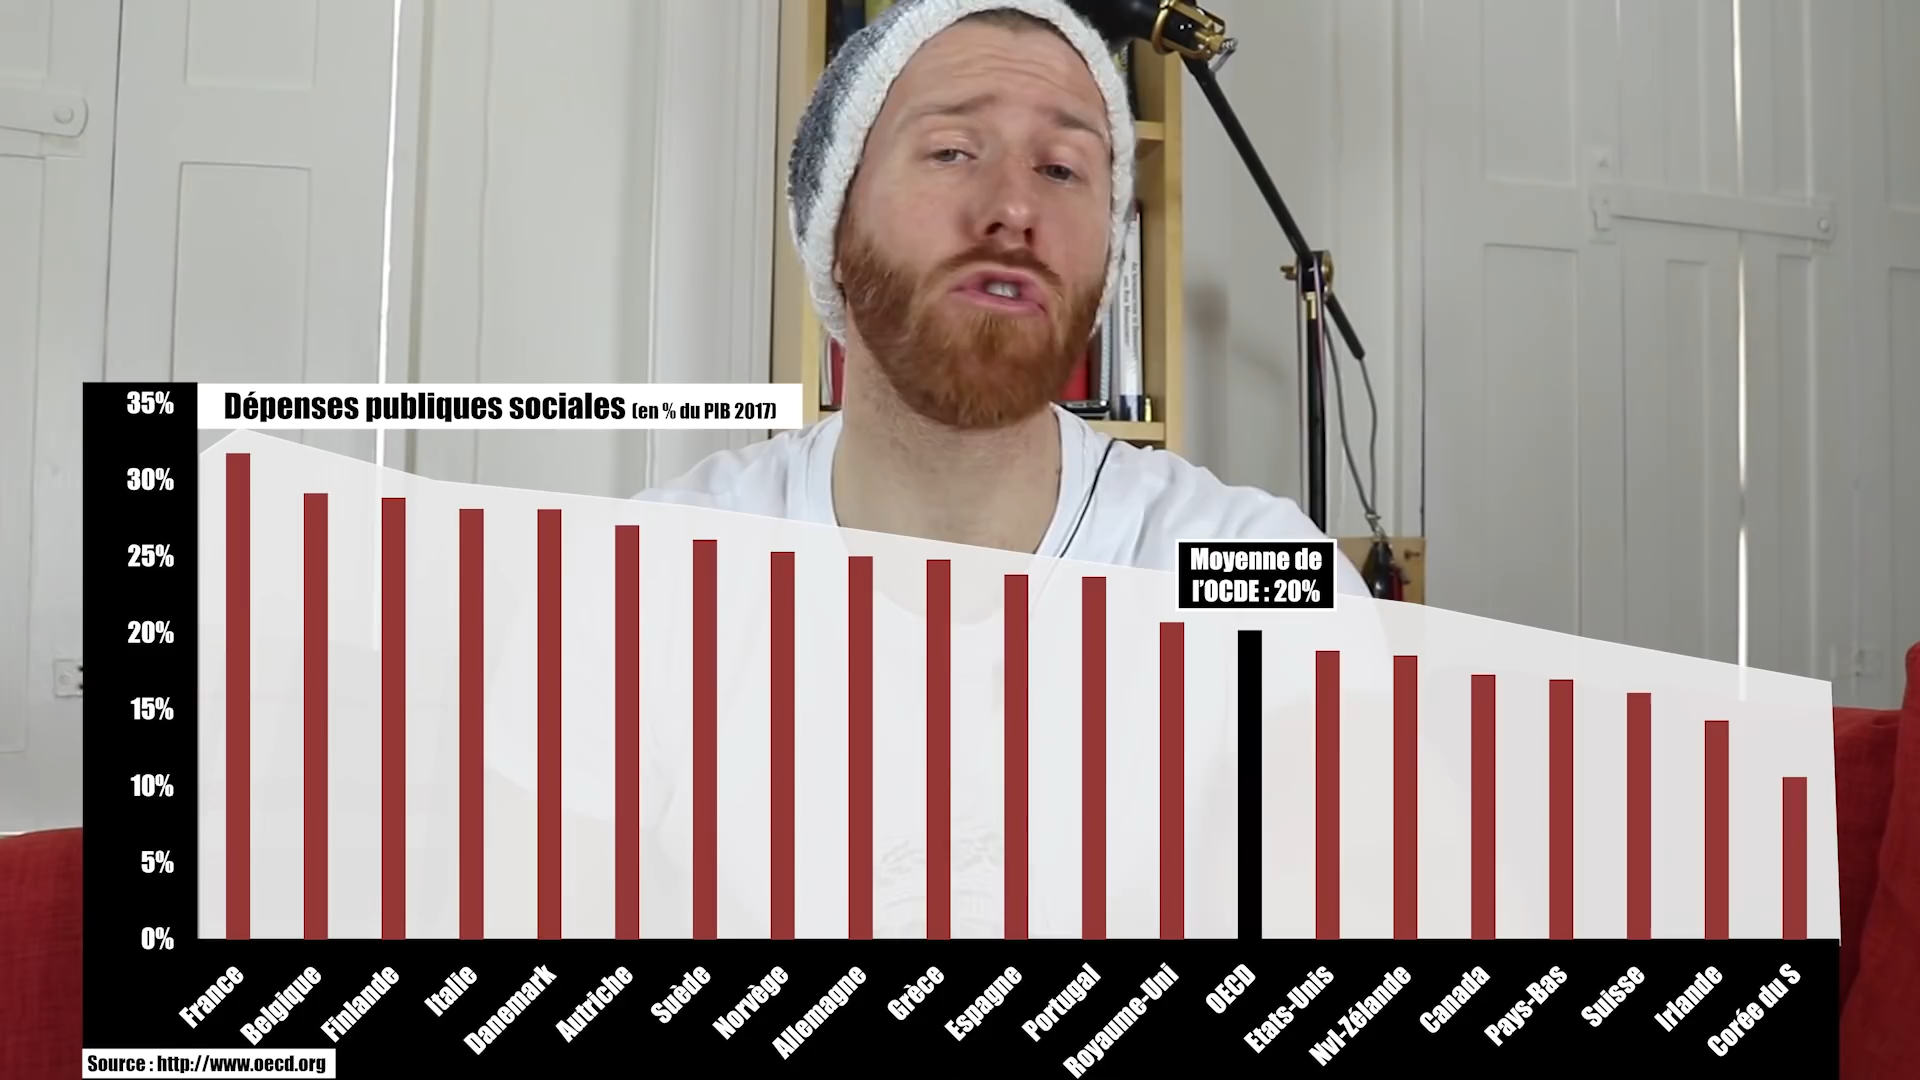 35%
Dépenses publiques sociales (en % du PIB 2017)
30%
25%
20%
15%
10%
5%
0%
Moyenne de
l'OCDE : 20%
France
Belgique
Finlande
Italie
Danemark
Autriche
Suède
Norvège
Allemagne
Grèce
Espagne
Portugal
Royaume-Uni
OECD
Etats-Unis
Nvl-Zélande
Canada
Pays-Bas
Suisse
Irlande
Corée du S
Source : http://www.oecd.org